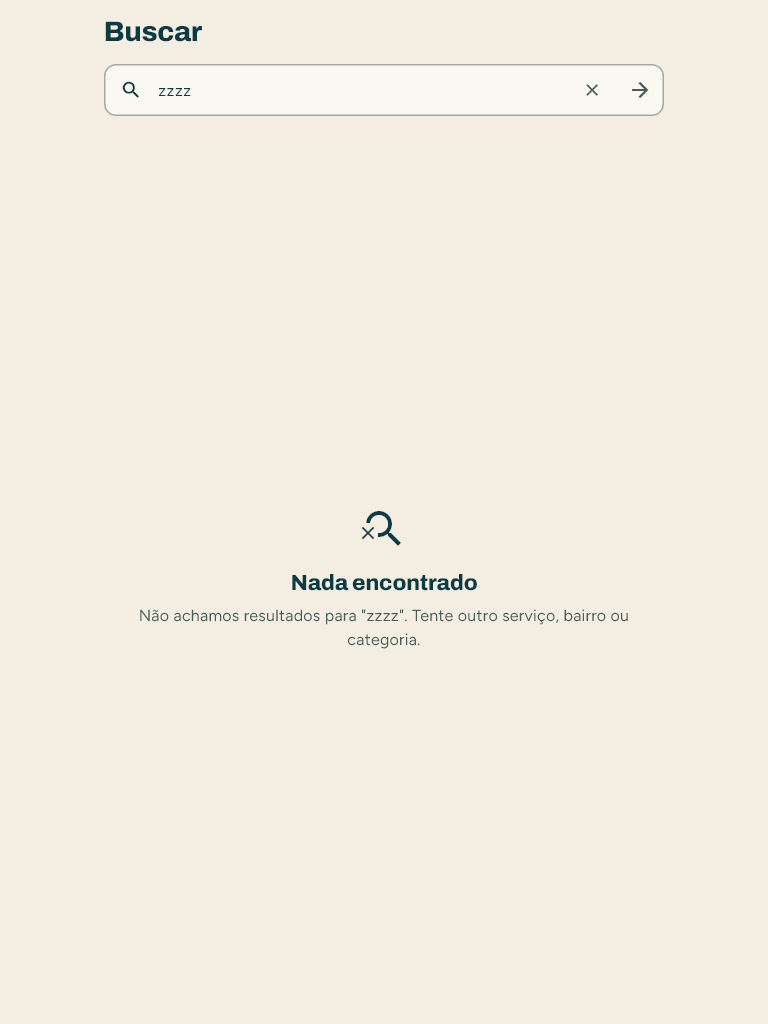 Buscar
zzzz
Nada encontrado
Não achamos resultados para "zzzz". Tente outro serviço, bairro ou
categoria.